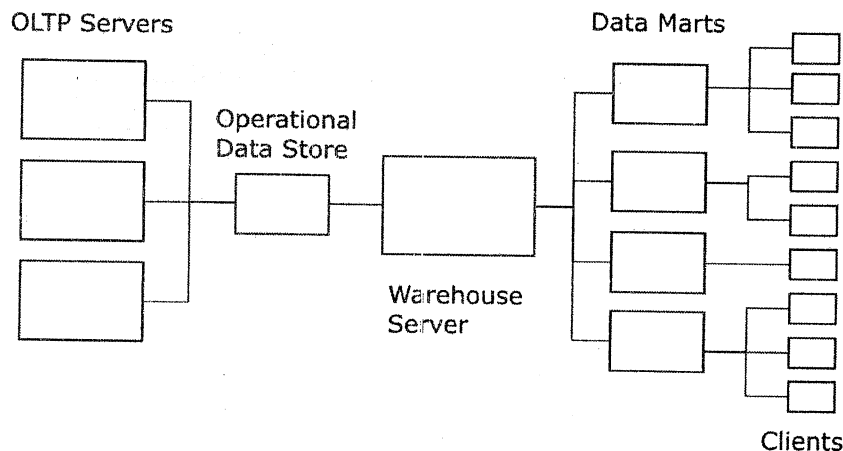 OLTP Servers
Data Marts
Operational
Data Store
Warehouse
Server
Clients